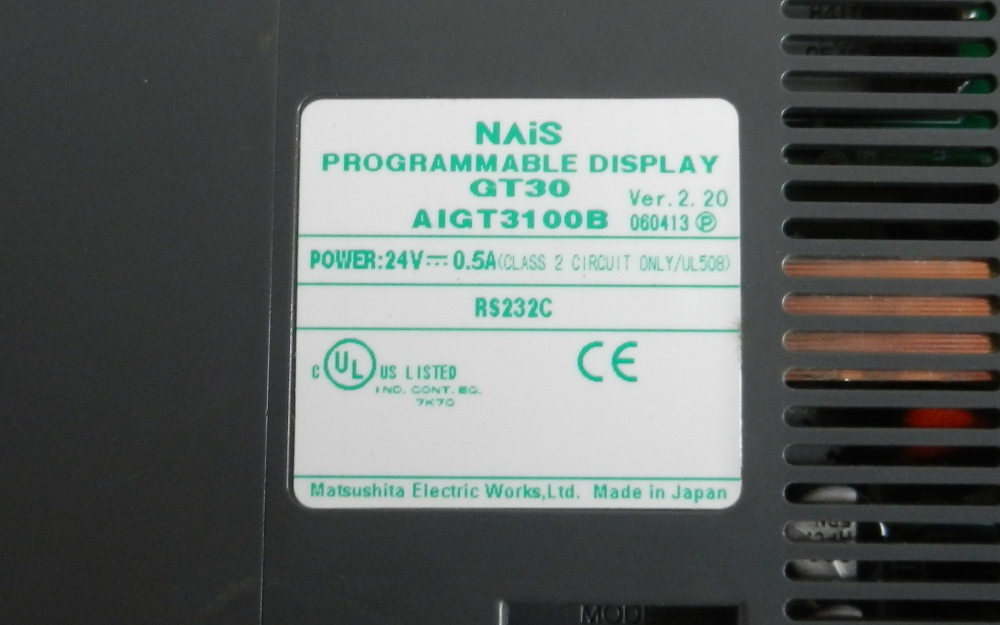 NAiS
PROGRAMMABLE DISPLAY
GT30
Ver.2.20
AIGT3100B 060413 Ⓟ
POWER:24V⎓0.5A(CLASS 2 CIRCUIT ONLY/UL508)
RS232C
C UL US LISTED
IND. CONT. EQ.
7K70
CE
Matsushita Electric Works,Ltd. Made in Japan
MOD